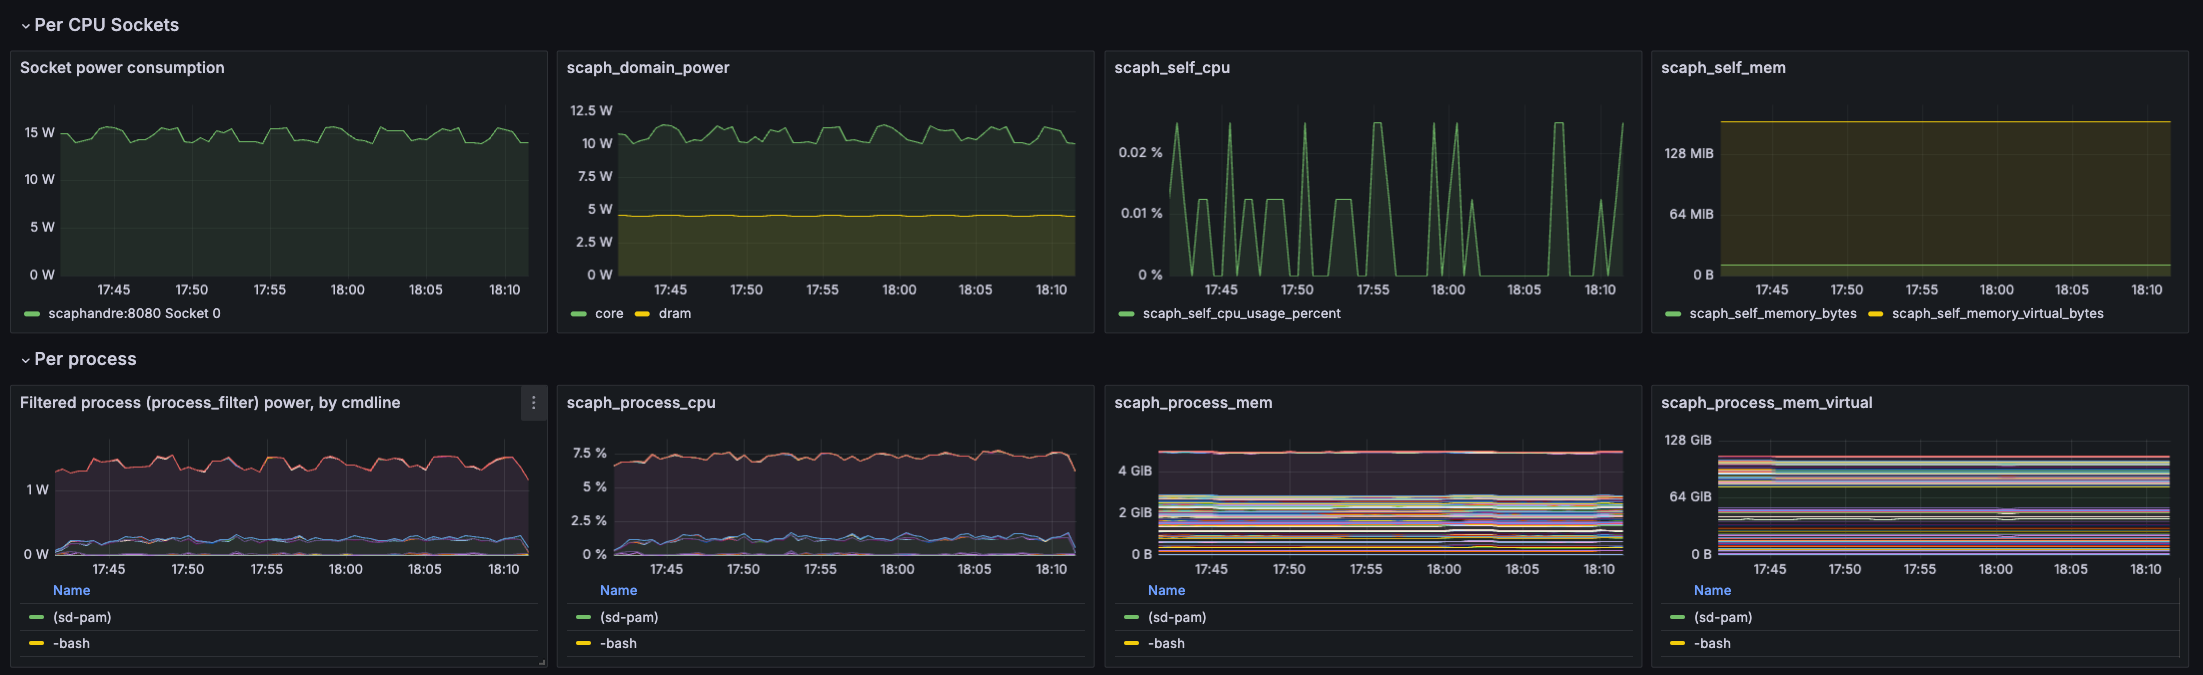 Per CPU Sockets
Socket power consumption
15 W
10 W
5 W
0 W
17:45 17:50 17:55 18:00 18:05 18:10
scaphandre:8080 Socket 0
scaph_domain_power
12.5 W
10 W
7.5 W
5 W
2.5 W
0 W
17:45 17:50 17:55 18:00 18:05 18:10
core dram
scaph_self_cpu
0.02 %
0.01 %
0 %
17:45 17:50 17:55 18:00 18:05 18:10
scaph_self_cpu_usage_percent
scaph_self_mem
128 MiB
64 MiB
0 B
17:45 17:50 17:55 18:00 18:05 18:10
scaph_self_memory_bytes scaph_self_memory_virtual_bytes
Per process
Filtered process (process_filter) power, by cmdline
1 W
0 W
17:45 17:50 17:55 18:00 18:05 18:10
Name
(sd-pam)
-bash
scaph_process_cpu
7.5 %
5 %
2.5 %
0 %
17:45 17:50 17:55 18:00 18:05 18:10
Name
(sd-pam)
-bash
scaph_process_mem
4 GiB
2 GiB
0 B
17:45 17:50 17:55 18:00 18:05 18:10
Name
(sd-pam)
-bash
scaph_process_mem_virtual
128 GiB
64 GiB
0 B
17:45 17:50 17:55 18:00 18:05 18:10
Name
(sd-pam)
-bash